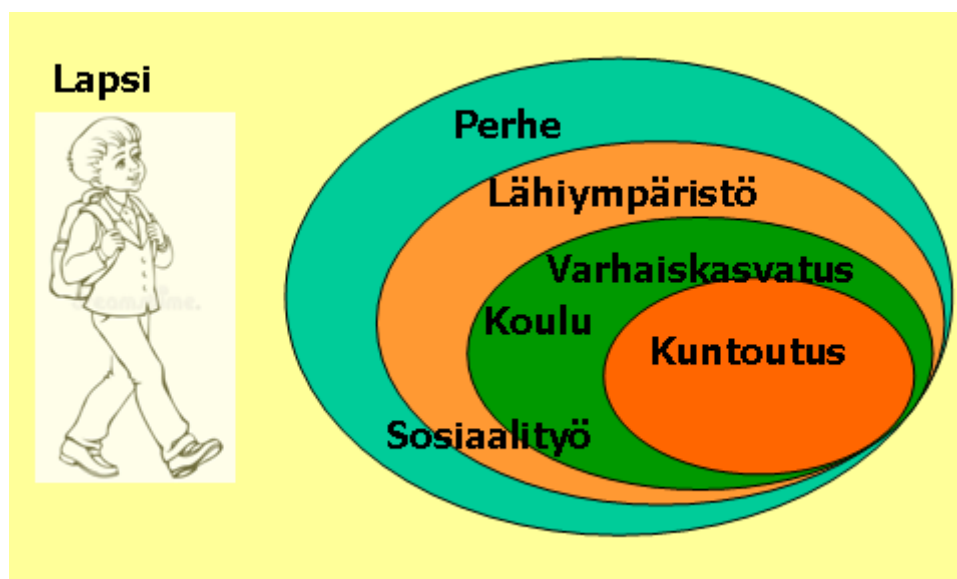 Lapsi
Perhe
Lähiympäristö
Varhaiskasvatus
Koulu
Kuntoutus
Sosiaalityö